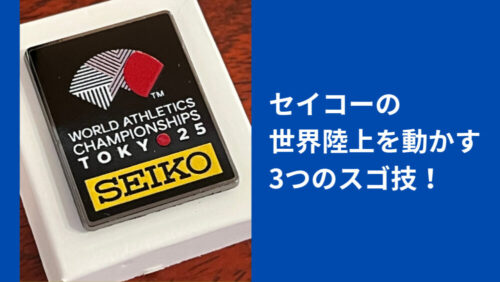 TM
WORLD ATHLETICS
CHAMPIONSHIPS
TOKYO 25
SEIKO
セイコーの
世界陸上を動かす
3つのスゴ技！